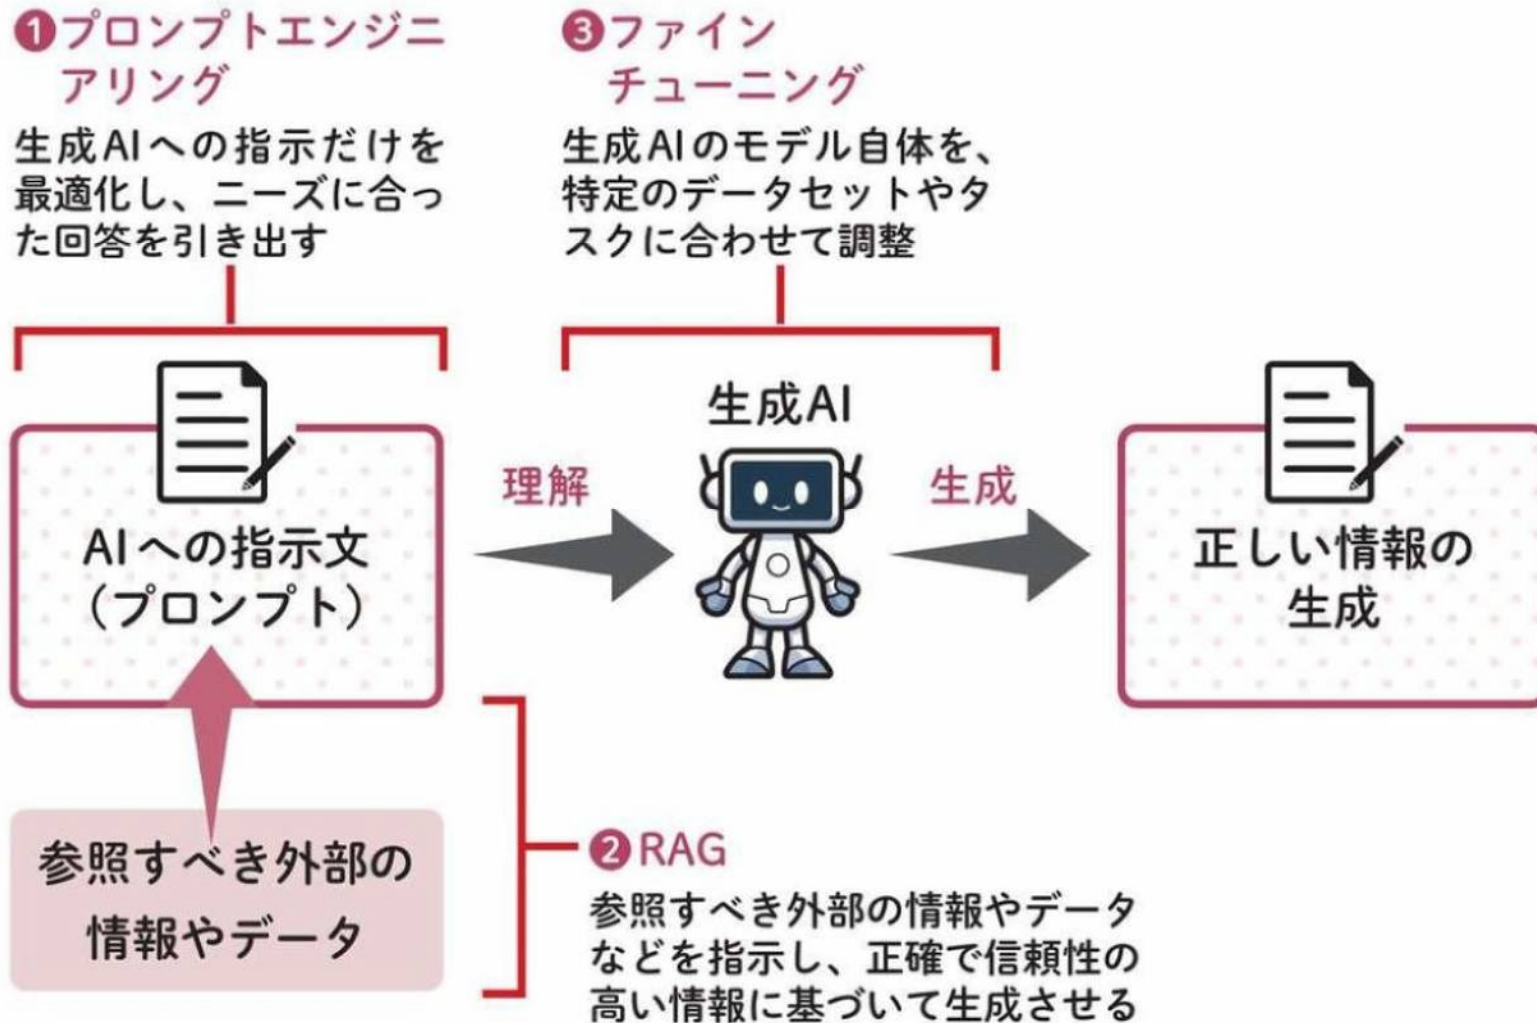 ❶プロンプトエンジニ
アリング
生成AIへの指示だけを
最適化し、ニーズに合っ
た回答を引き出す
❸ファイン
チューニング
生成AIのモデル自体を、
特定のデータセットやタ
スクに合わせて調整
AIへの指示文
（プロンプト）
理解
生成AI
生成
正しい情報の
生成
参照すべき外部の
情報やデータ
❷RAG
参照すべき外部の情報やデータ
などを指示し、正確で信頼性の
高い情報に基づいて生成させる